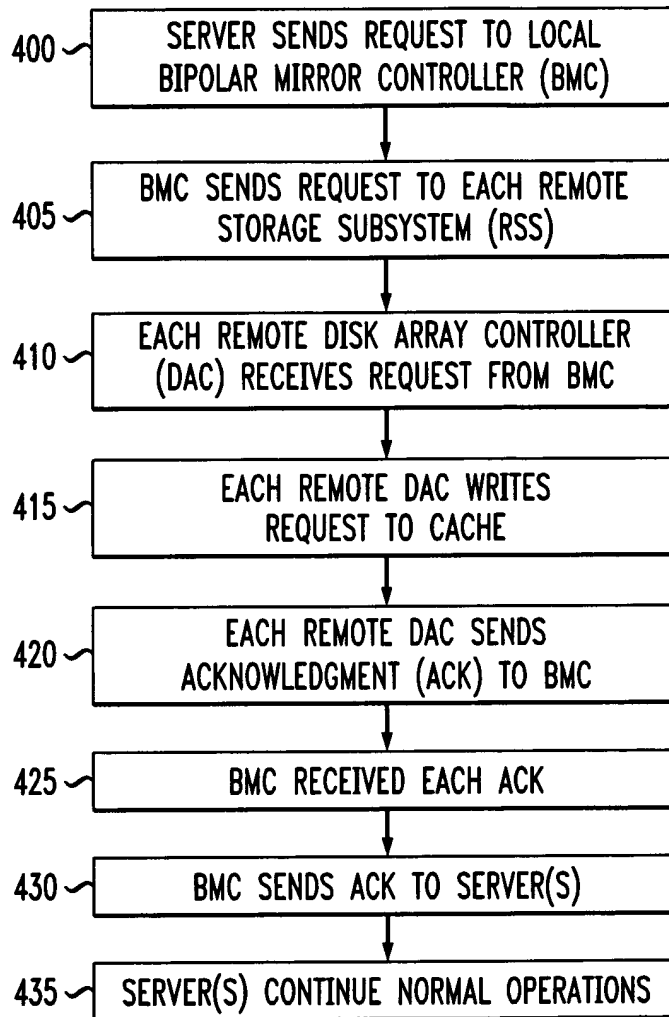 400
SERVER SENDS REQUEST TO LOCAL
BIPOLAR MIRROR CONTROLLER (BMC)
405
BMC SENDS REQUEST TO EACH REMOTE
STORAGE SUBSYSTEM (RSS)
410
EACH REMOTE DISK ARRAY CONTROLLER
(DAC) RECEIVES REQUEST FROM BMC
415
EACH REMOTE DAC WRITES
REQUEST TO CACHE
420
EACH REMOTE DAC SENDS
ACKNOWLEDGMENT (ACK) TO BMC
425
BMC RECEIVED EACH ACK
430
BMC SENDS ACK TO SERVER(S)
435
SERVER(S) CONTINUE NORMAL OPERATIONS